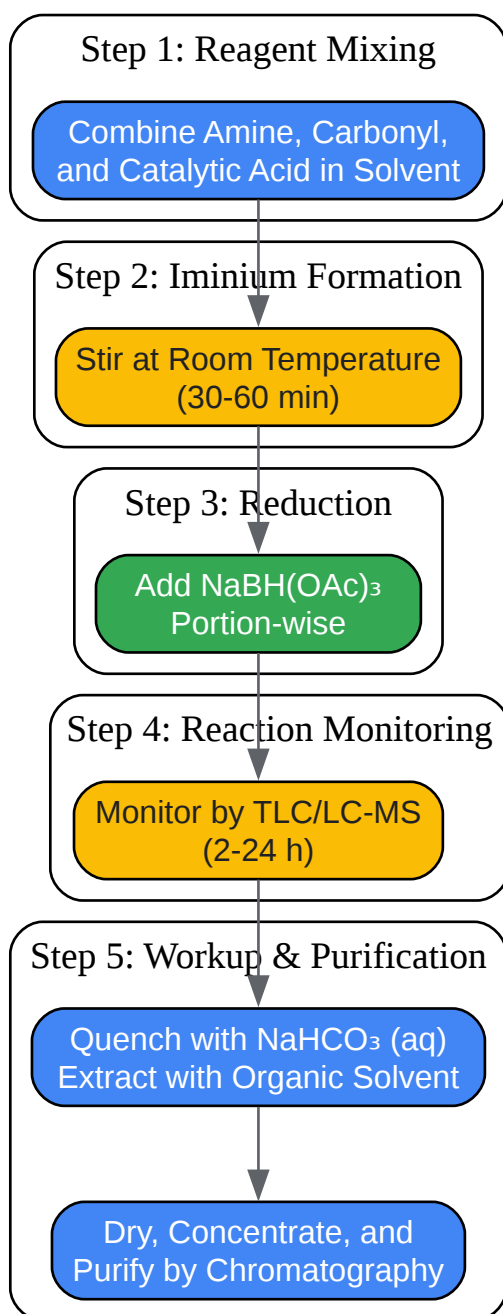 Step 1: Reagent Mixing
Combine Amine, Carbonyl,
and Catalytic Acid in Solvent
Step 2: Iminium Formation
Stir at Room Temperature
(30-60 min)
Step 3: Reduction
Add NaBH(OAc)₃
Portion-wise
Step 4: Reaction Monitoring
Monitor by TLC/LC-MS
(2-24 h)
Step 5: Workup & Purification
Quench with NaHCO₃ (aq)
Extract with Organic Solvent
Dry, Concentrate, and
Purify by Chromatography